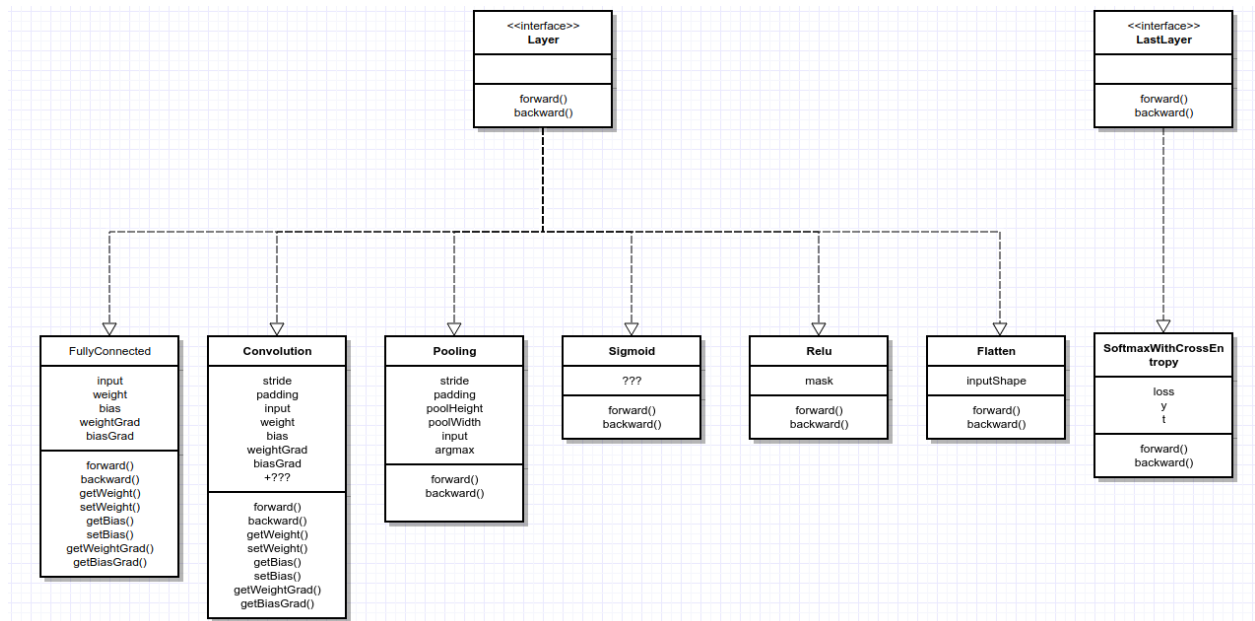 <<interface>>
Layer
forward()
backward()
<<interface>>
LastLayer
forward()
backward()
FullyConnected
input
weight
bias
weightGrad
biasGrad
forward()
backward()
getWeight()
setWeight()
getBias()
setBias()
getWeightGrad()
getBiasGrad()
Convolution
stride
padding
input
weight
bias
weightGrad
biasGrad
+???
forward()
backward()
getWeight()
setWeight()
getBias()
setBias()
getWeightGrad()
getBiasGrad()
Pooling
stride
padding
poolHeight
poolWidth
input
argmax
forward()
backward()
Sigmoid
???
forward()
backward()
Relu
mask
forward()
backward()
Flatten
inputShape
forward()
backward()
SoftmaxWithCrossEn
tropy
loss
y
t
forward()
backward()